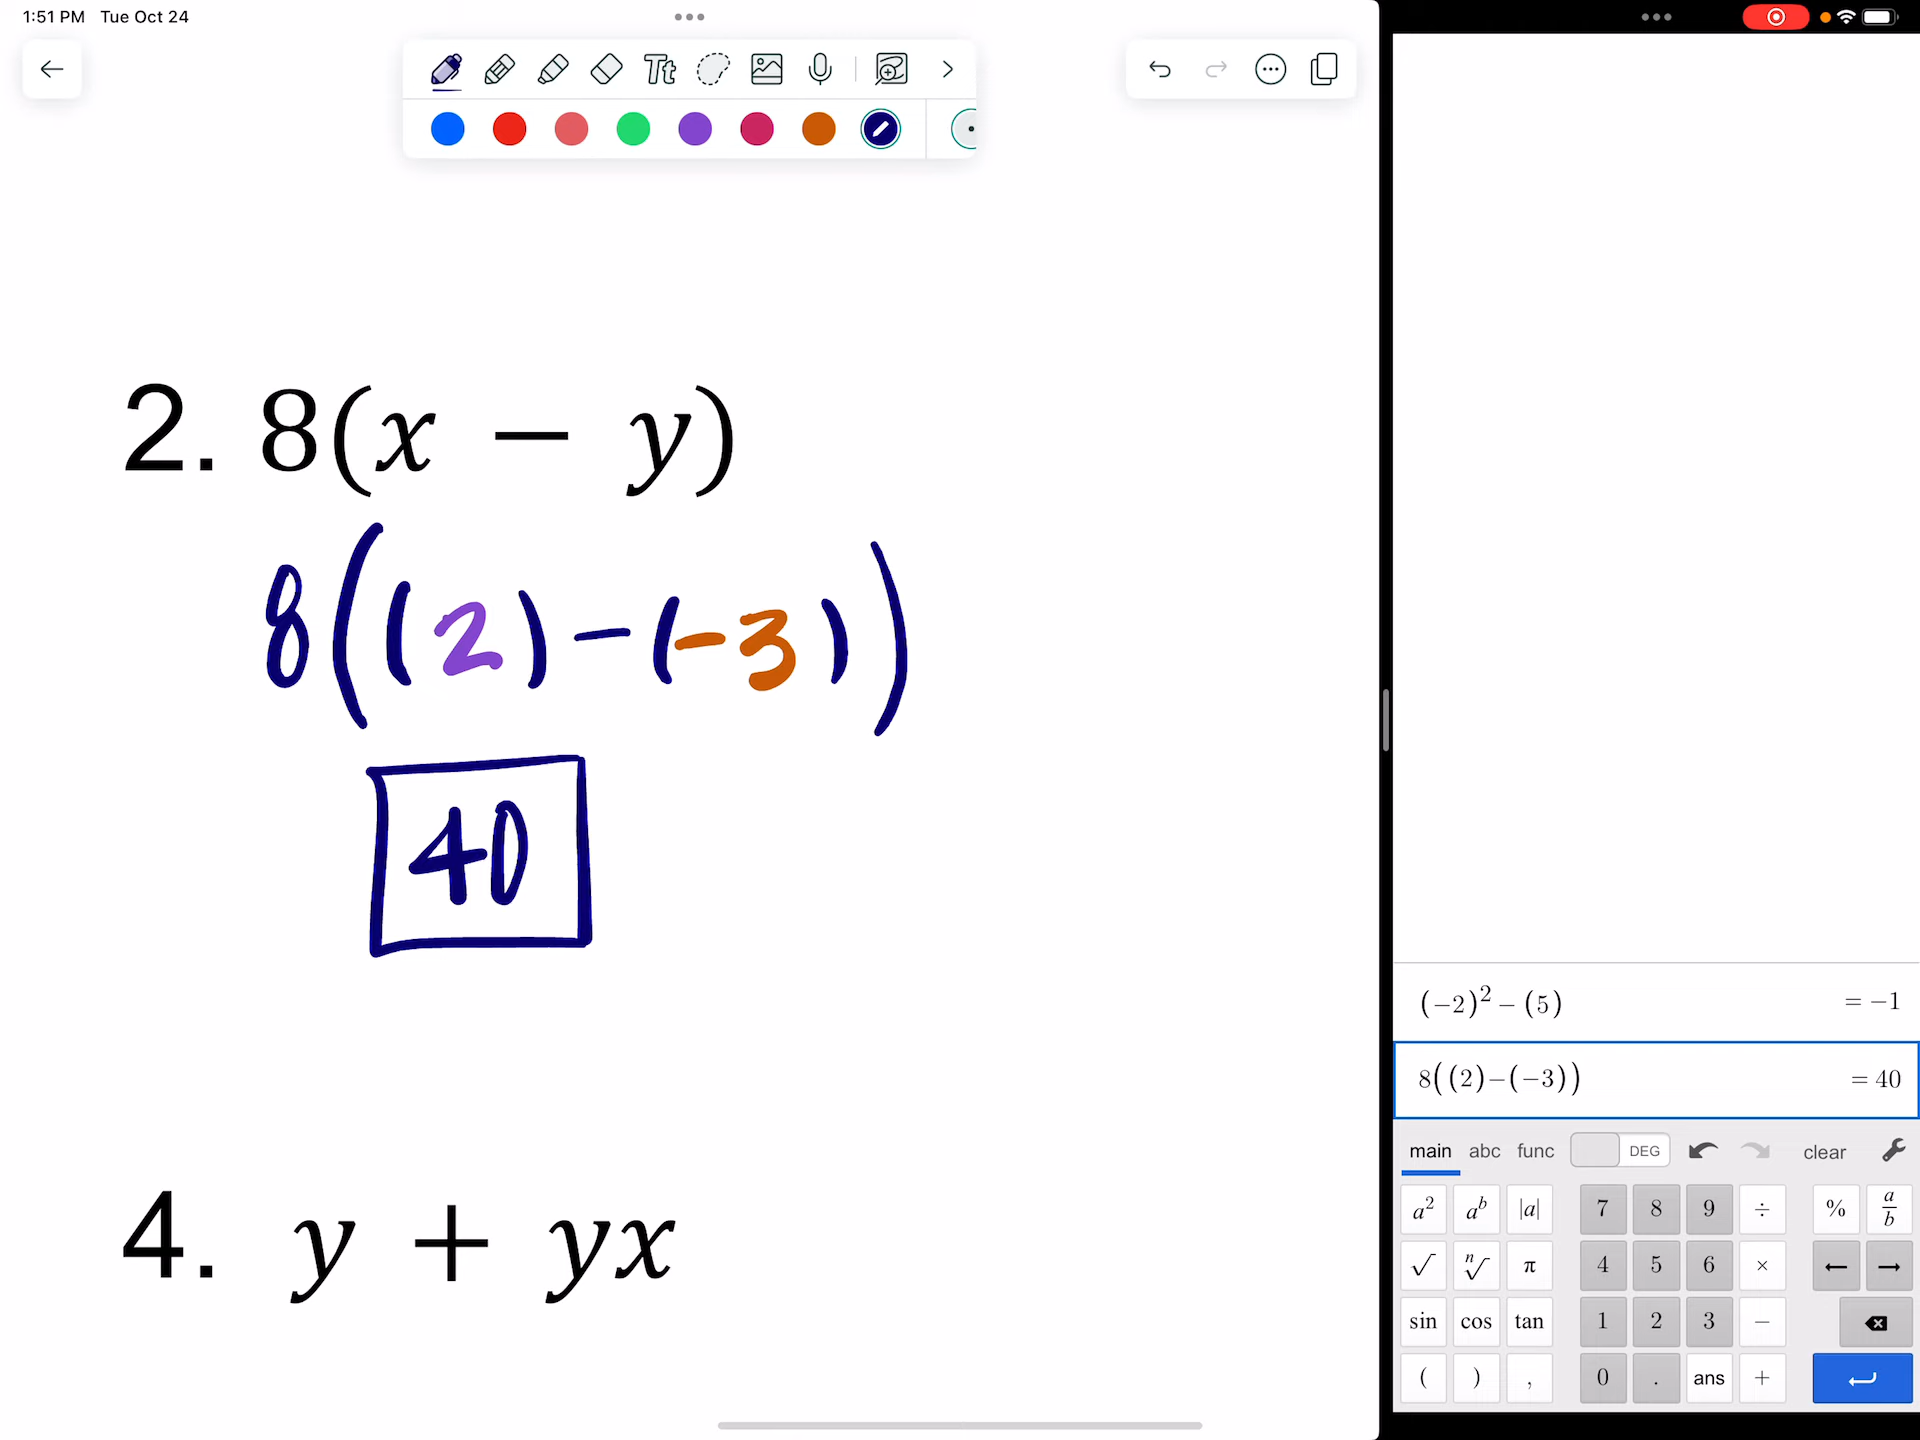 1:51 PM Tue Oct 24
Tt
2. 8(x − y)
8((2)-(-3))
40
4. y + yx
(−2)² − (5) = −1
8((2)−(−3)) = 40
main abc func DEG clear
a² aᵇ |a| 7 8 9 ÷ % a/b
√ ⁿ√ π 4 5 6 × ← →
sin cos tan 1 2 3 −
( ) , 0 . ans +